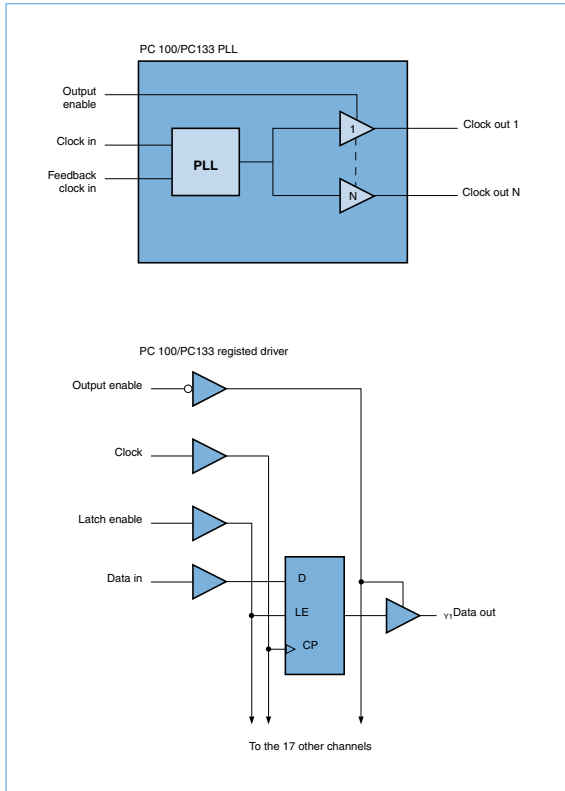 PC 100/PC133 PLL
Output
enable
Clock in
Feedback
clock in
PLL
1
N
Clock out 1
Clock out N
PC 100/PC133 registed driver
Output enable
Clock
Latch enable
Data in
D
LE
CP
Y1 Data out
To the 17 other channels